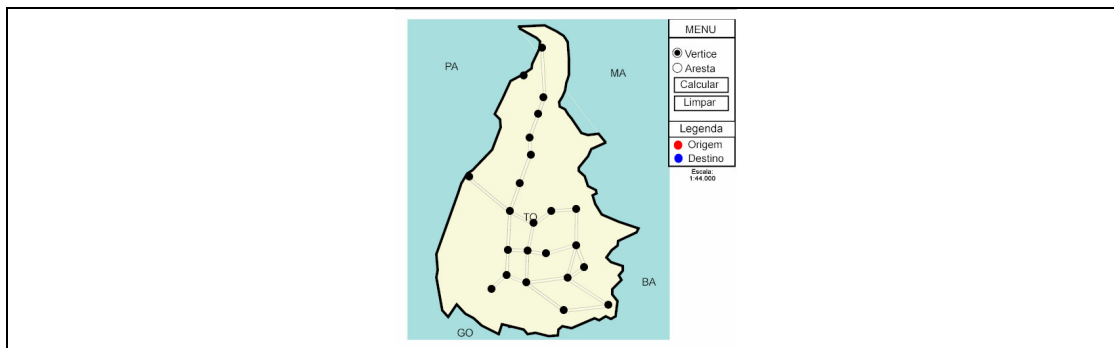 PA
MA
TO
BA
GO
MENU
Vertice
Aresta
Calcular
Limpar
Legenda
Origem
Destino
Escala:
1:44.000